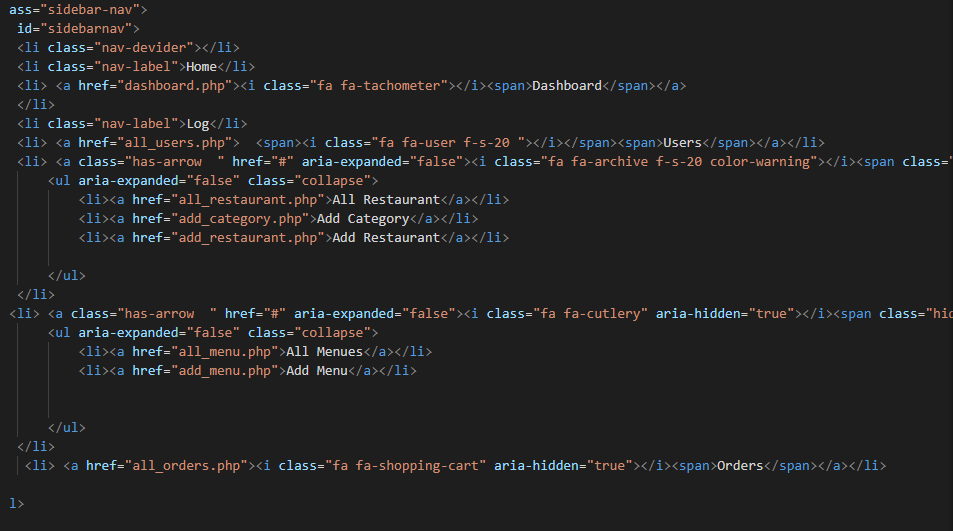 ass="sidebar-nav">
id="sidebarnav">
<li class="nav-devider"></li>
<li class="nav-label">Home</li>
<li> <a href="dashboard.php"><i class="fa fa-tachometer"></i><span>Dashboard</span></a>
</li>
<li class="nav-label">Log</li>
<li> <a href="all_users.php">  <span><i class="fa fa-user f-s-20 "></i></span><span>Users</span></a></li>
<li> <a class="has-arrow  " href="#" aria-expanded="false"><i class="fa fa-archive f-s-20 color-warning"></i><span class="
<ul aria-expanded="false" class="collapse">
<li><a href="all_restaurant.php">All Restaurant</a></li>
<li><a href="add_category.php">Add Category</a></li>
<li><a href="add_restaurant.php">Add Restaurant</a></li>
</ul>
</li>
<li> <a class="has-arrow  " href="#" aria-expanded="false"><i class="fa fa-cutlery" aria-hidden="true"></i><span class="hid
<ul aria-expanded="false" class="collapse">
<li><a href="all_menu.php">All Menues</a></li>
<li><a href="add_menu.php">Add Menu</a></li>
</ul>
</li>
<li> <a href="all_orders.php"><i class="fa fa-shopping-cart" aria-hidden="true"></i><span>Orders</span></a></li>
l>